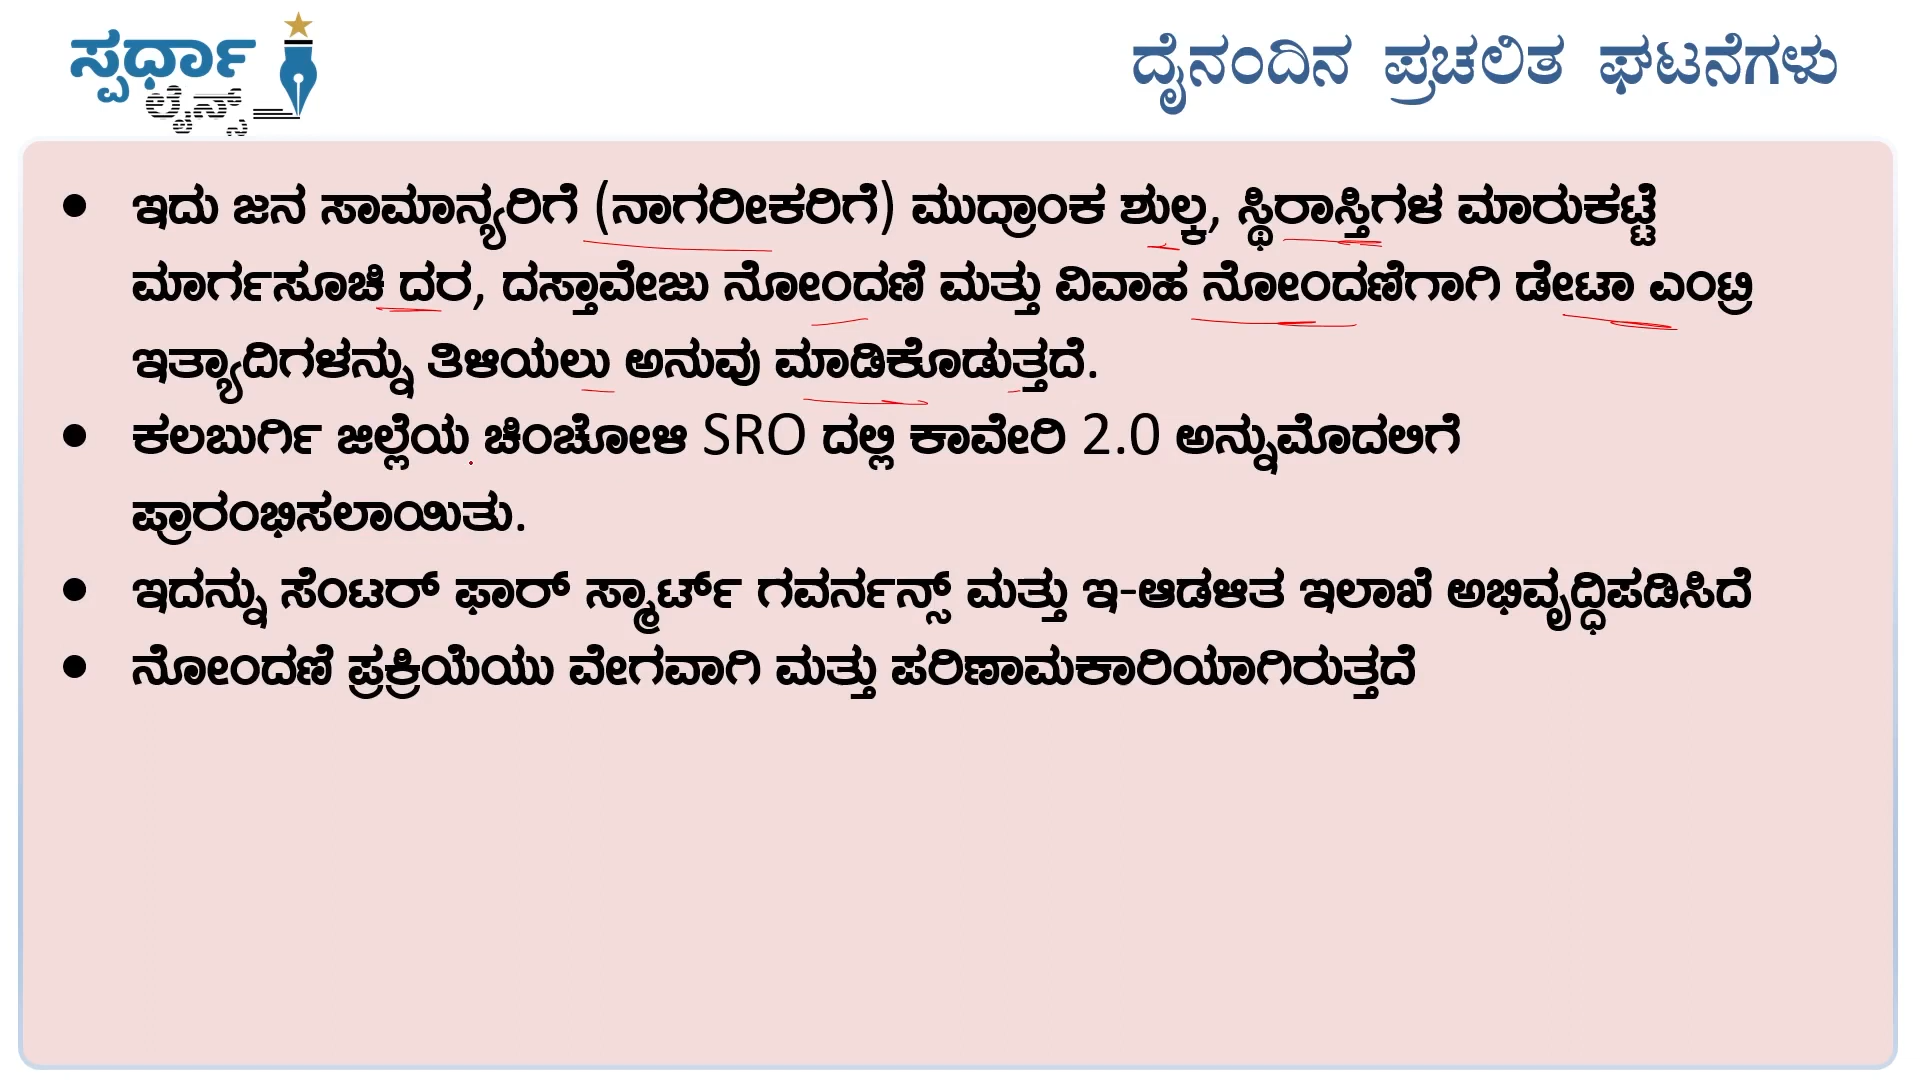 ಸ್ಪರ್ಧಾ
ಲೈನ್ಸ್
ದೈನಂದಿನ ಪ್ರಚಲಿತ ಘಟನೆಗಳು
• ಇದು ಜನ ಸಾಮಾನ್ಯರಿಗೆ (ನಾಗರೀಕರಿಗೆ) ಮುದ್ರಾಂಕ ಶುಲ್ಕ, ಸ್ಥಿರಾಸ್ತಿಗಳ ಮಾರುಕಟ್ಟೆ
ಮಾರ್ಗಸೂಚಿ ದರ, ದಸ್ತಾವೇಜು ನೋಂದಣಿ ಮತ್ತು ವಿವಾಹ ನೋಂದಣಿಗಾಗಿ ಡೇಟಾ ಎಂಟ್ರಿ
ಇತ್ಯಾದಿಗಳನ್ನು ತಿಳಿಯಲು ಅನುವು ಮಾಡಿಕೊಡುತ್ತದೆ.
• ಕಲಬುರ್ಗಿ ಜಿಲ್ಲೆಯ ಚಿಂಚೋಳಿ SRO ದಲ್ಲಿ ಕಾವೇರಿ 2.0 ಅನ್ನುಮೊದಲಿಗೆ
ಪ್ರಾರಂಭಿಸಲಾಯಿತು.
• ಇದನ್ನು ಸೆಂಟರ್ ಫಾರ್ ಸ್ಮಾರ್ಟ್ ಗವರ್ನನ್ಸ್ ಮತ್ತು ಇ-ಆಡಳಿತ ಇಲಾಖೆ ಅಭಿವೃದ್ಧಿಪಡಿಸಿದೆ
• ನೋಂದಣಿ ಪ್ರಕ್ರಿಯೆಯು ವೇಗವಾಗಿ ಮತ್ತು ಪರಿಣಾಮಕಾರಿಯಾಗಿರುತ್ತದೆ